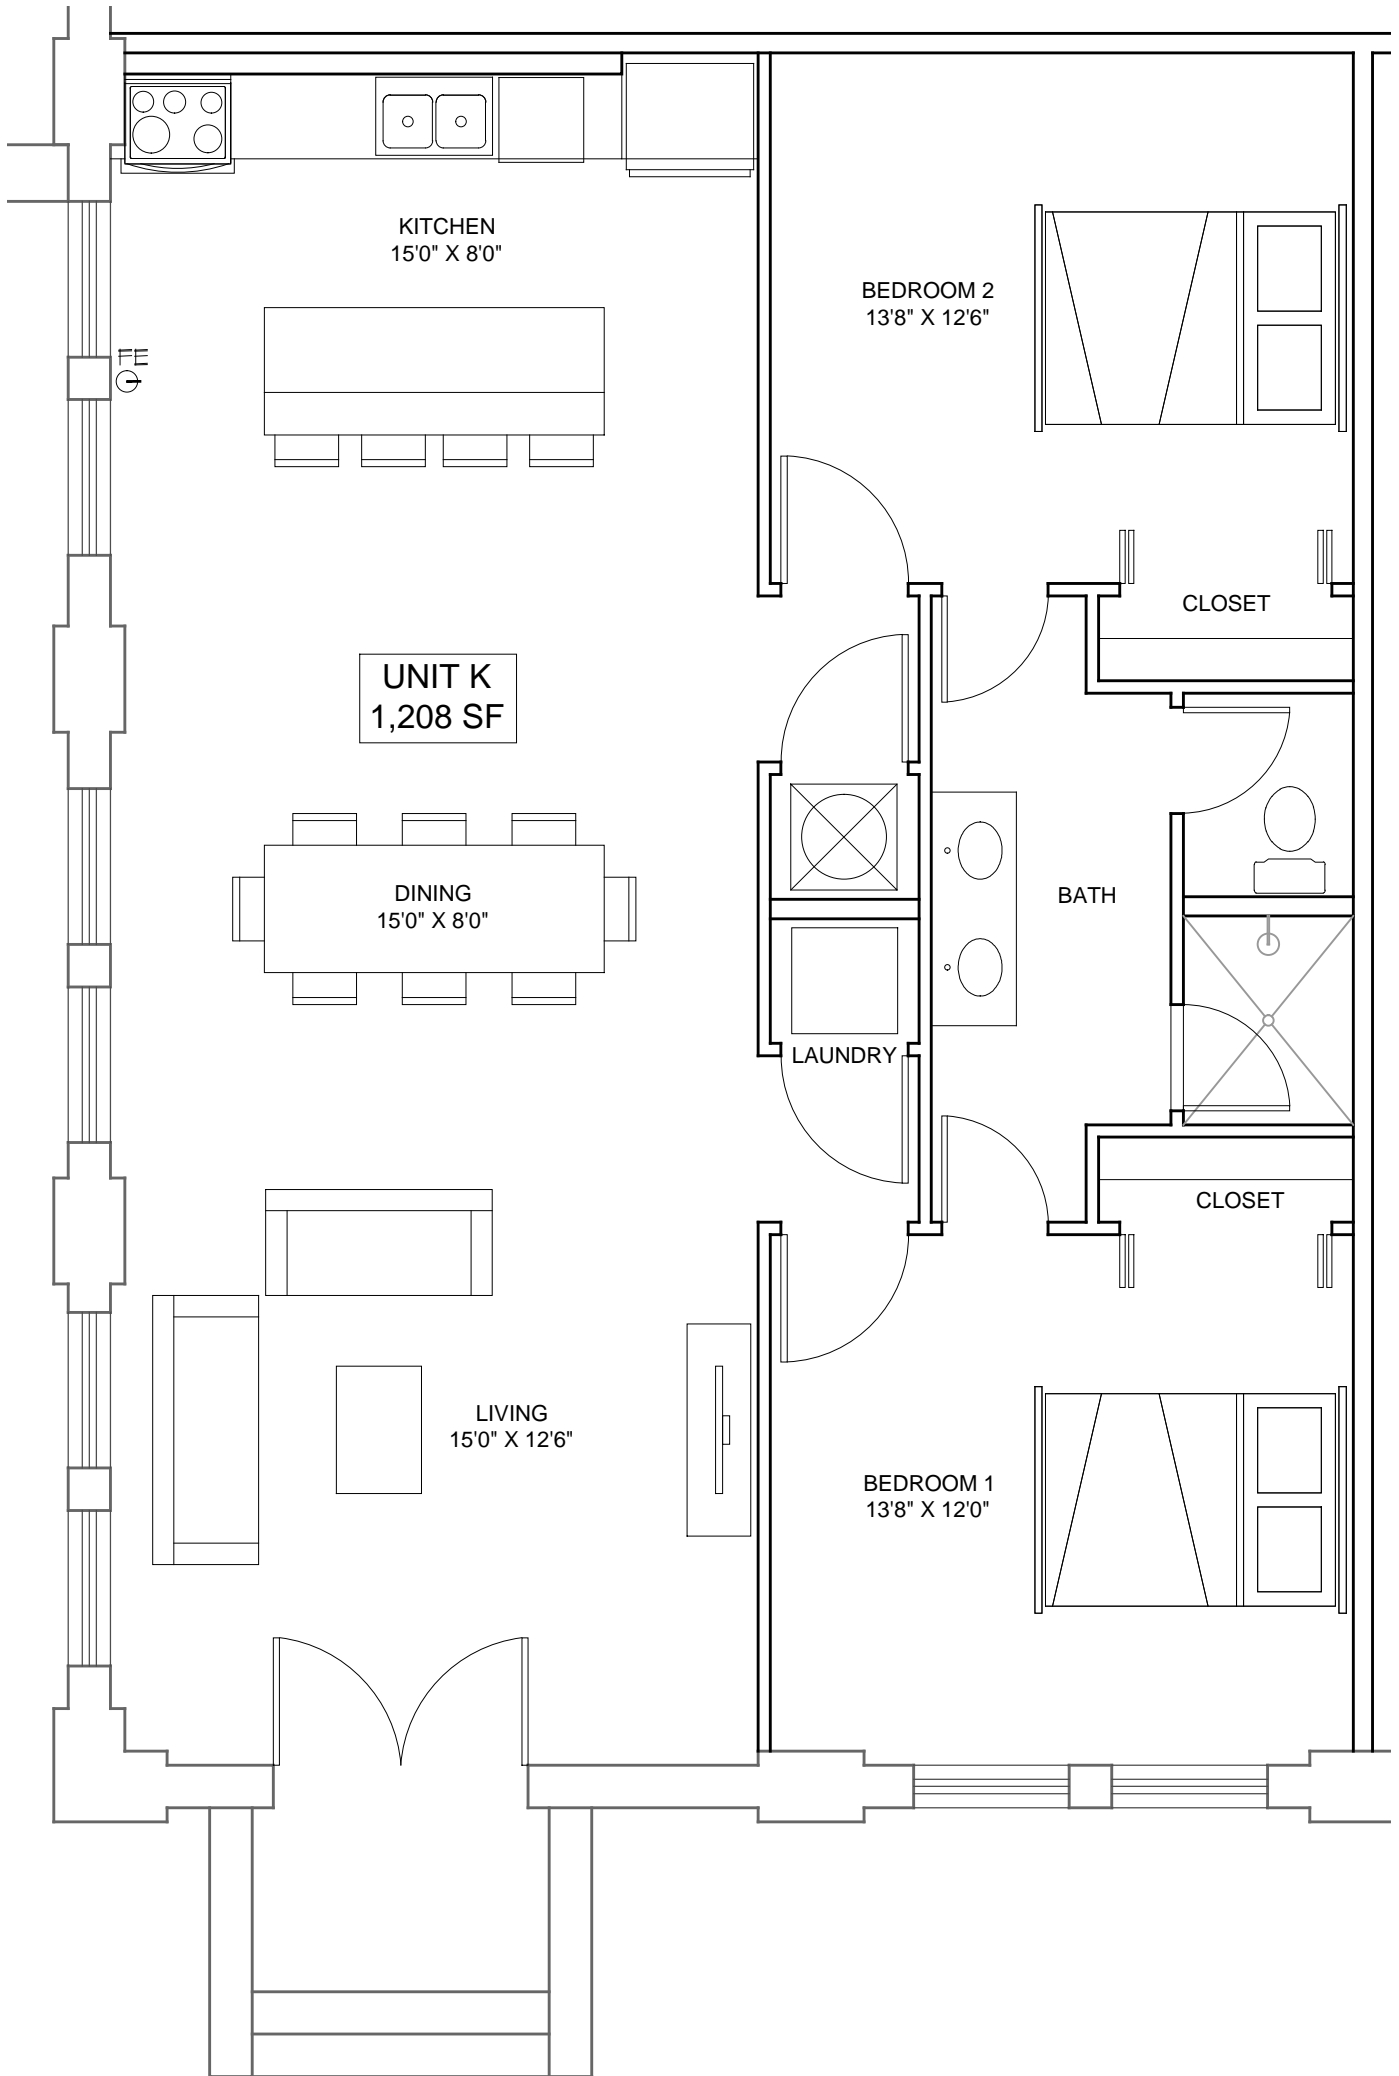 KITCHEN
15'0" X 8'0"
BEDROOM 2
13'8" X 12'6"
CLOSET
UNIT K
1,208 SF
DINING
15'0" X 8'0"
BATH
LAUNDRY
CLOSET
LIVING
15'0" X 12'6"
BEDROOM 1
13'8" X 12'0"